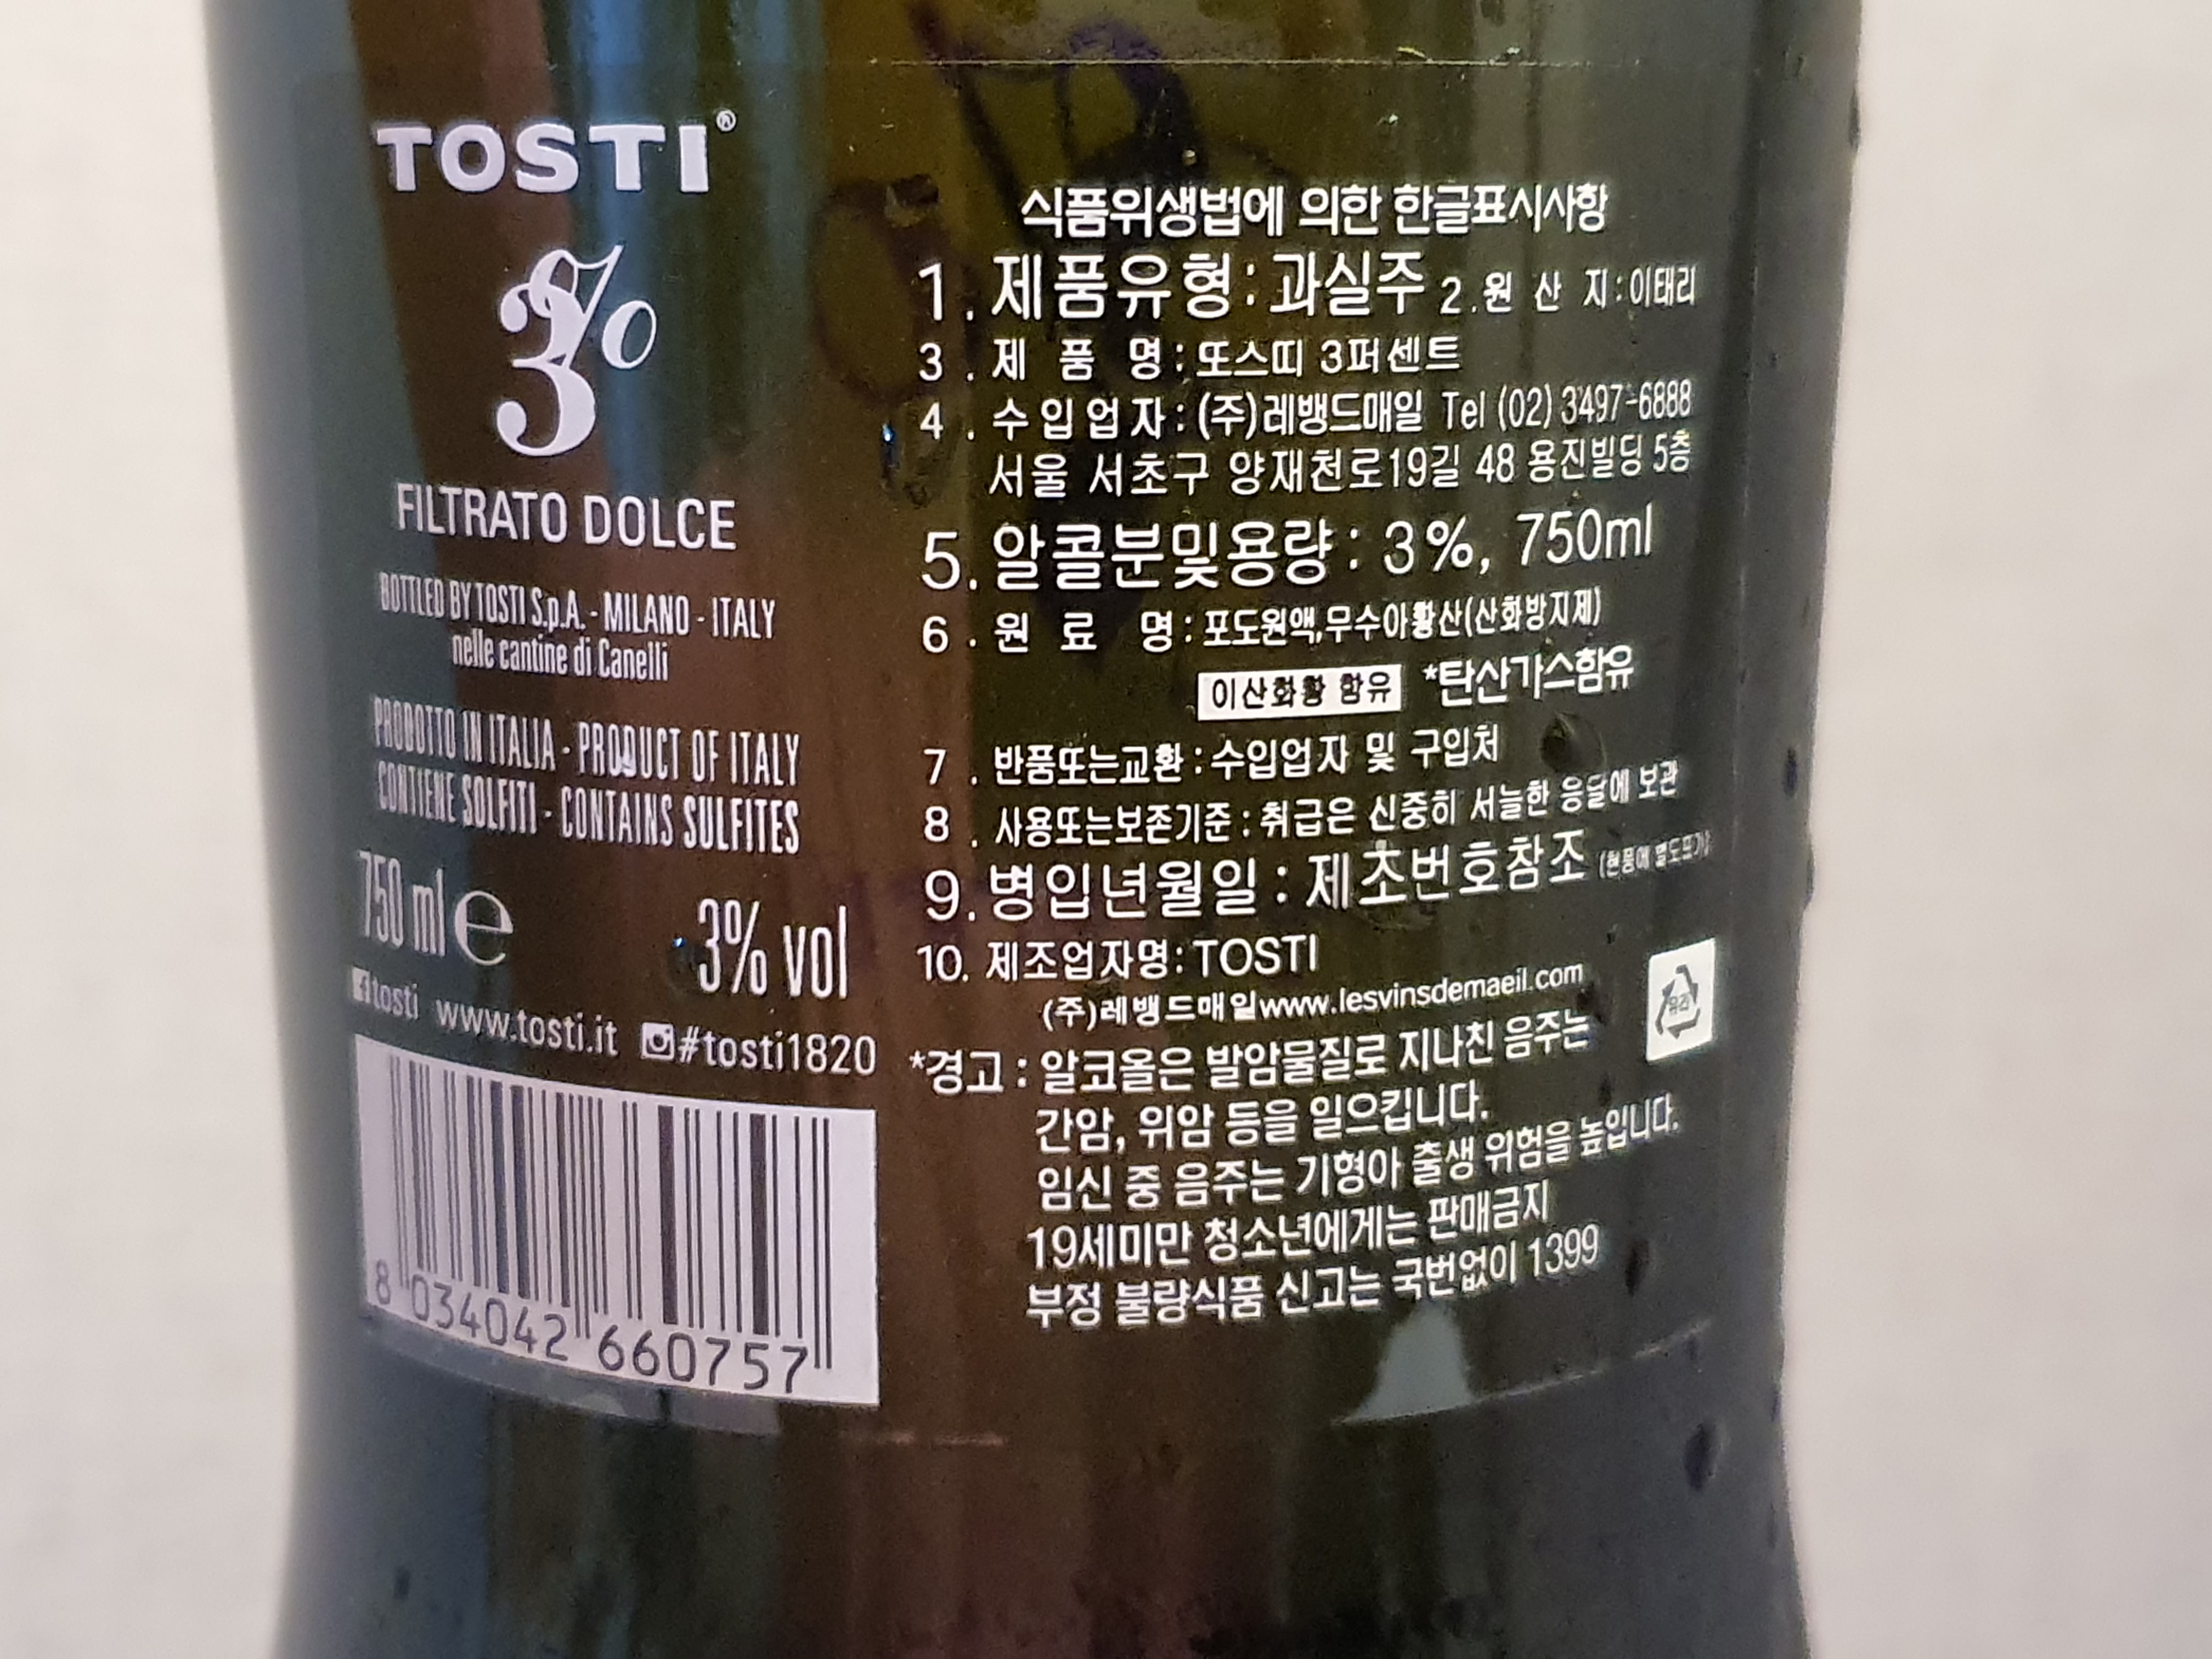 TOSTI®
3%
FILTRATO DOLCE
BOTTLED BY TOSTI S.p.A. - MILANO - ITALY
nelle cantine di Canelli
PRODOTTO IN ITALIA - PRODUCT OF ITALY
CONTIENE SOLFITI - CONTAINS SULFITES
750 ml e 3% vol
tosti www.tosti.it #tosti1820
8 034042 660757
식품위생법에 의한 한글표시사항
1. 제품유형 : 과실주 2. 원 산 지 : 이태리
3. 제 품 명 : 또스띠 3퍼센트
4. 수입업자 : (주)레뱅드매일 Tel (02) 3497-6888
서울 서초구 양재천로19길 48 용진빌딩 5층
5. 알콜분및용량 : 3%, 750ml
6. 원 료 명 : 포도원액,무수아황산(산화방지제)
이산화황 함유 *탄산가스함유
7. 반품또는교환 : 수입업자 및 구입처
8. 사용또는보존기준 : 취급은 신중히 서늘한 응달에 보관
9. 병입년월일 : 제조번호참조 (현품에 별도표기)
10. 제조업자명: TOSTI
(주)레뱅드매일www.lesvinsdemaeil.com
유리
*경고 : 알코올은 발암물질로 지나친 음주는
간암, 위암 등을 일으킵니다.
임신 중 음주는 기형아 출생 위험을 높입니다.
19세미만 청소년에게는 판매금지
부정 불량식품 신고는 국번없이 1399